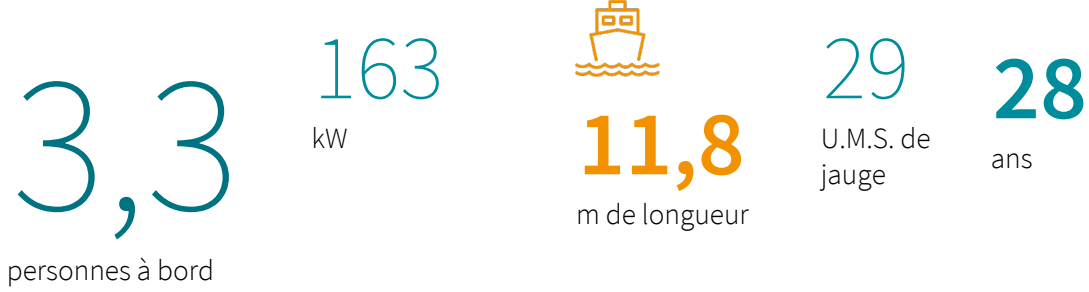 3,3
personnes à bord
163
kW
11,8
m de longueur
29
U.M.S. de
jauge
28
ans